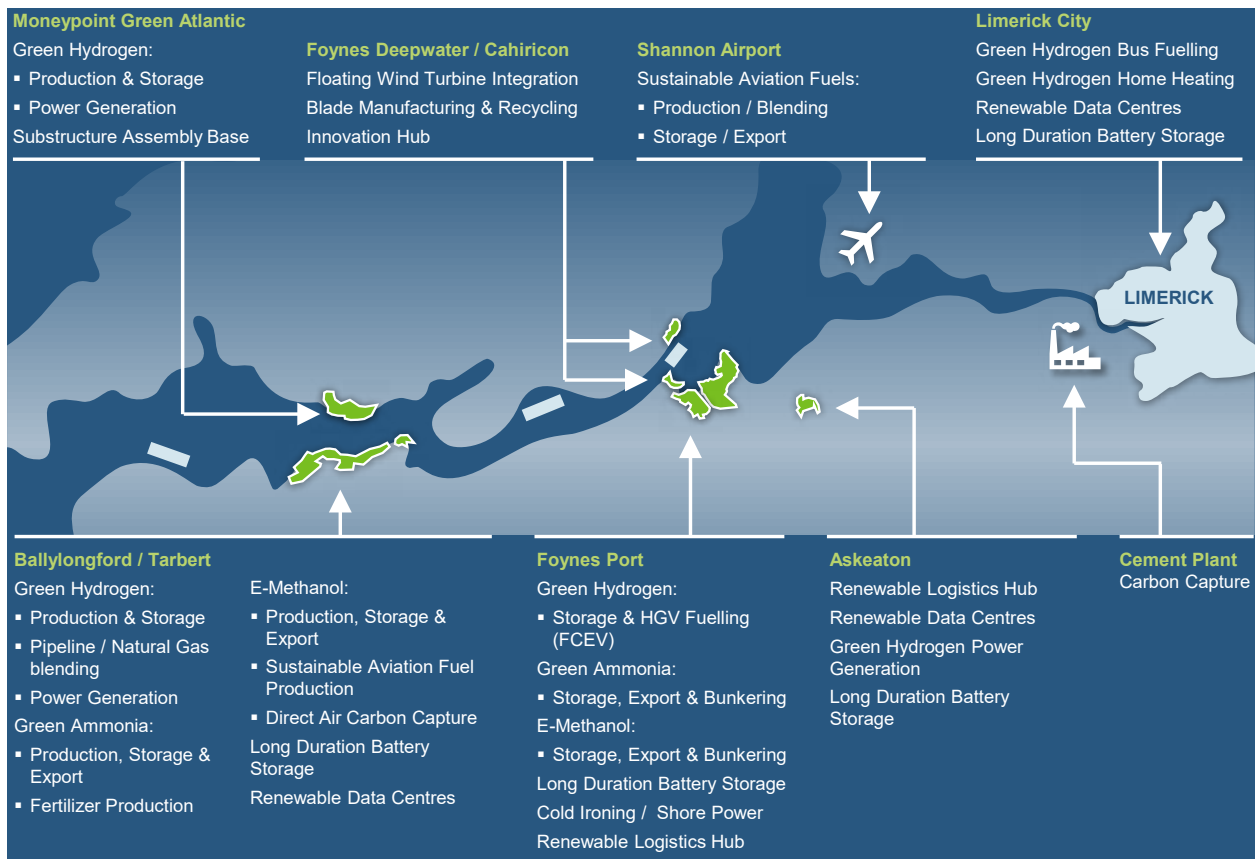 Moneypoint Green Atlantic
Green Hydrogen:
▪ Production & Storage
▪ Power Generation
Substructure Assembly Base
Foynes Deepwater / Cahiricon
Floating Wind Turbine Integration
Blade Manufacturing & Recycling
Innovation Hub
Shannon Airport
Sustainable Aviation Fuels:
▪ Production / Blending
▪ Storage / Export
Limerick City
Green Hydrogen Bus Fuelling
Green Hydrogen Home Heating
Renewable Data Centres
Long Duration Battery Storage
LIMERICK
Ballylongford / Tarbert
Green Hydrogen:
▪ Production & Storage
▪ Pipeline / Natural Gas
blending
▪ Power Generation
Green Ammonia:
▪ Production, Storage &
Export
▪ Fertilizer Production
E-Methanol:
▪ Production, Storage &
Export
▪ Sustainable Aviation Fuel
Production
▪ Direct Air Carbon Capture
Long Duration Battery
Storage
Renewable Data Centres
Foynes Port
Green Hydrogen:
▪ Storage & HGV Fuelling
(FCEV)
Green Ammonia:
▪ Storage, Export & Bunkering
E-Methanol:
▪ Storage, Export & Bunkering
Long Duration Battery Storage
Cold Ironing / Shore Power
Renewable Logistics Hub
Askeaton
Renewable Logistics Hub
Renewable Data Centres
Green Hydrogen Power
Generation
Long Duration Battery
Storage
Cement Plant
Carbon Capture